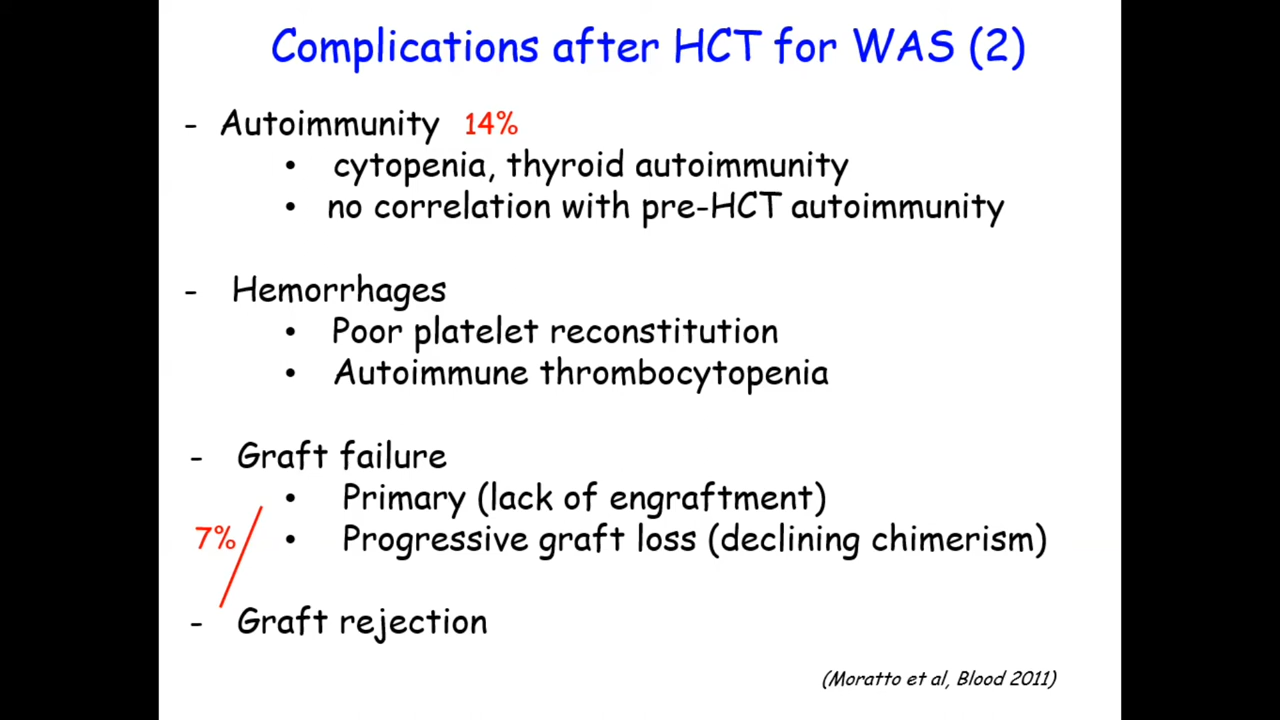 Complications after HCT for WAS (2)
- Autoimmunity 14%
• cytopenia, thyroid autoimmunity
• no correlation with pre-HCT autoimmunity
- Hemorrhages
• Poor platelet reconstitution
• Autoimmune thrombocytopenia
- Graft failure
• Primary (lack of engraftment)
7% • Progressive graft loss (declining chimerism)
- Graft rejection
(Moratto et al, Blood 2011)